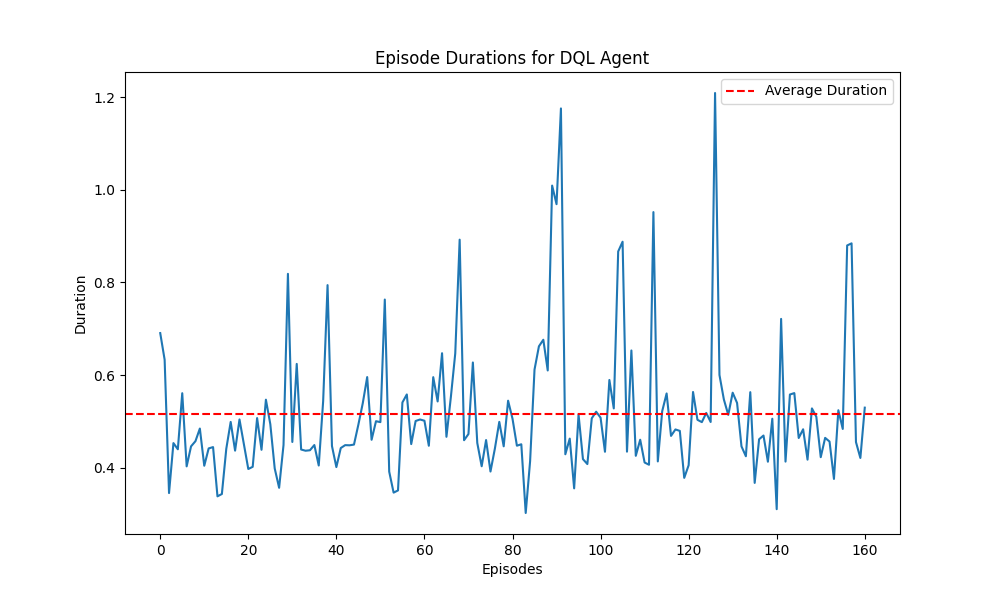 Episode Durations for DQL Agent
Average Duration
1.2
1.0
0.8
0.6
0.4
Duration
0 20 40 60 80 100 120 140 160
Episodes